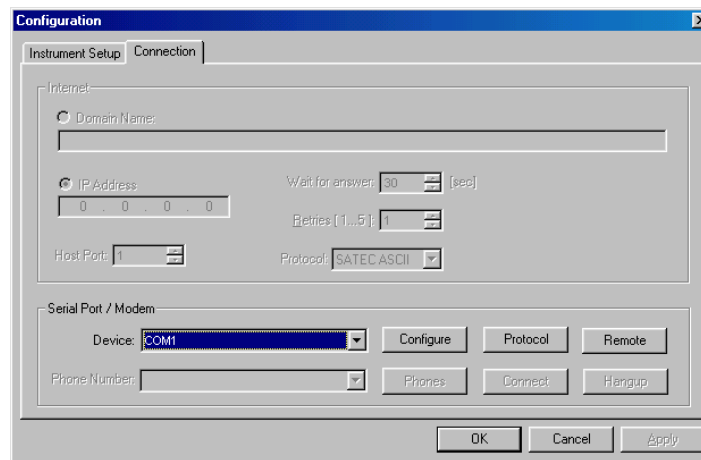 Configuration
Instrument Setup Connection
Internet
Domain Name:
IP Address
Wait for answer: 30 [sec]
0 . 0 . 0 . 0
Retries [ 1...5 ]: 1
Host Port: 1
Protocol: SATEC ASCII
Serial Port / Modem
Device: COM1 Configure Protocol Remote
Phone Number: Phones Connect Hangup
OK Cancel Apply